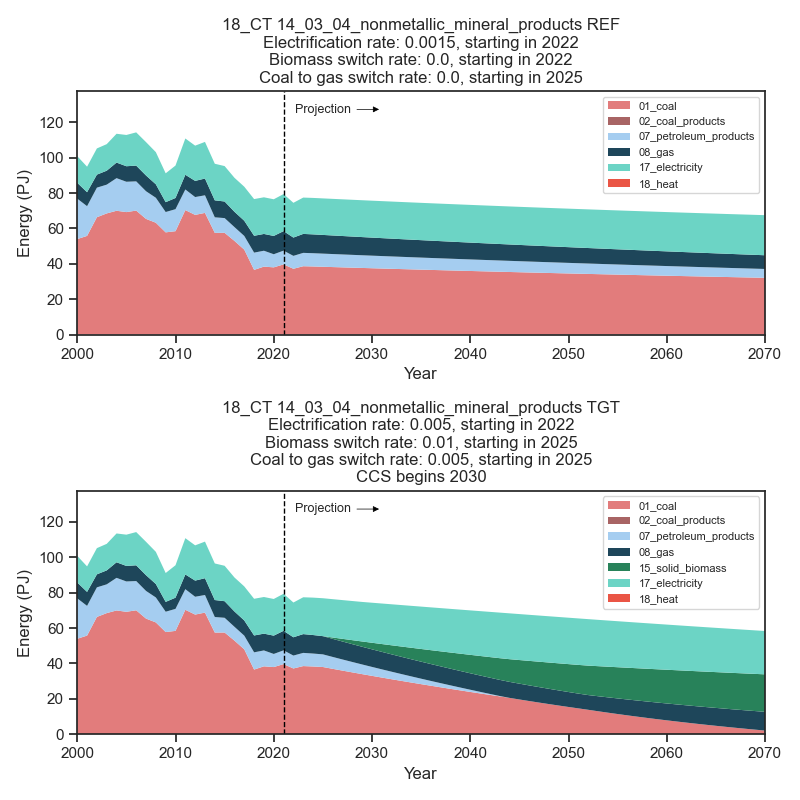 18_CT 14_03_04_nonmetallic_mineral_products REF
Electrification rate: 0.0015, starting in 2022
Biomass switch rate: 0.0, starting in 2022
Coal to gas switch rate: 0.0, starting in 2025
Projection
01_coal
02_coal_products
07_petroleum_products
08_gas
17_electricity
18_heat
Energy (PJ)
120
100
80
60
40
20
0
2000 2010 2020 2030 2040 2050 2060 2070
Year
18_CT 14_03_04_nonmetallic_mineral_products TGT
Electrification rate: 0.005, starting in 2022
Biomass switch rate: 0.01, starting in 2025
Coal to gas switch rate: 0.005, starting in 2025
CCS begins 2030
Projection
01_coal
02_coal_products
07_petroleum_products
08_gas
15_solid_biomass
17_electricity
18_heat
Energy (PJ)
120
100
80
60
40
20
0
2000 2010 2020 2030 2040 2050 2060 2070
Year